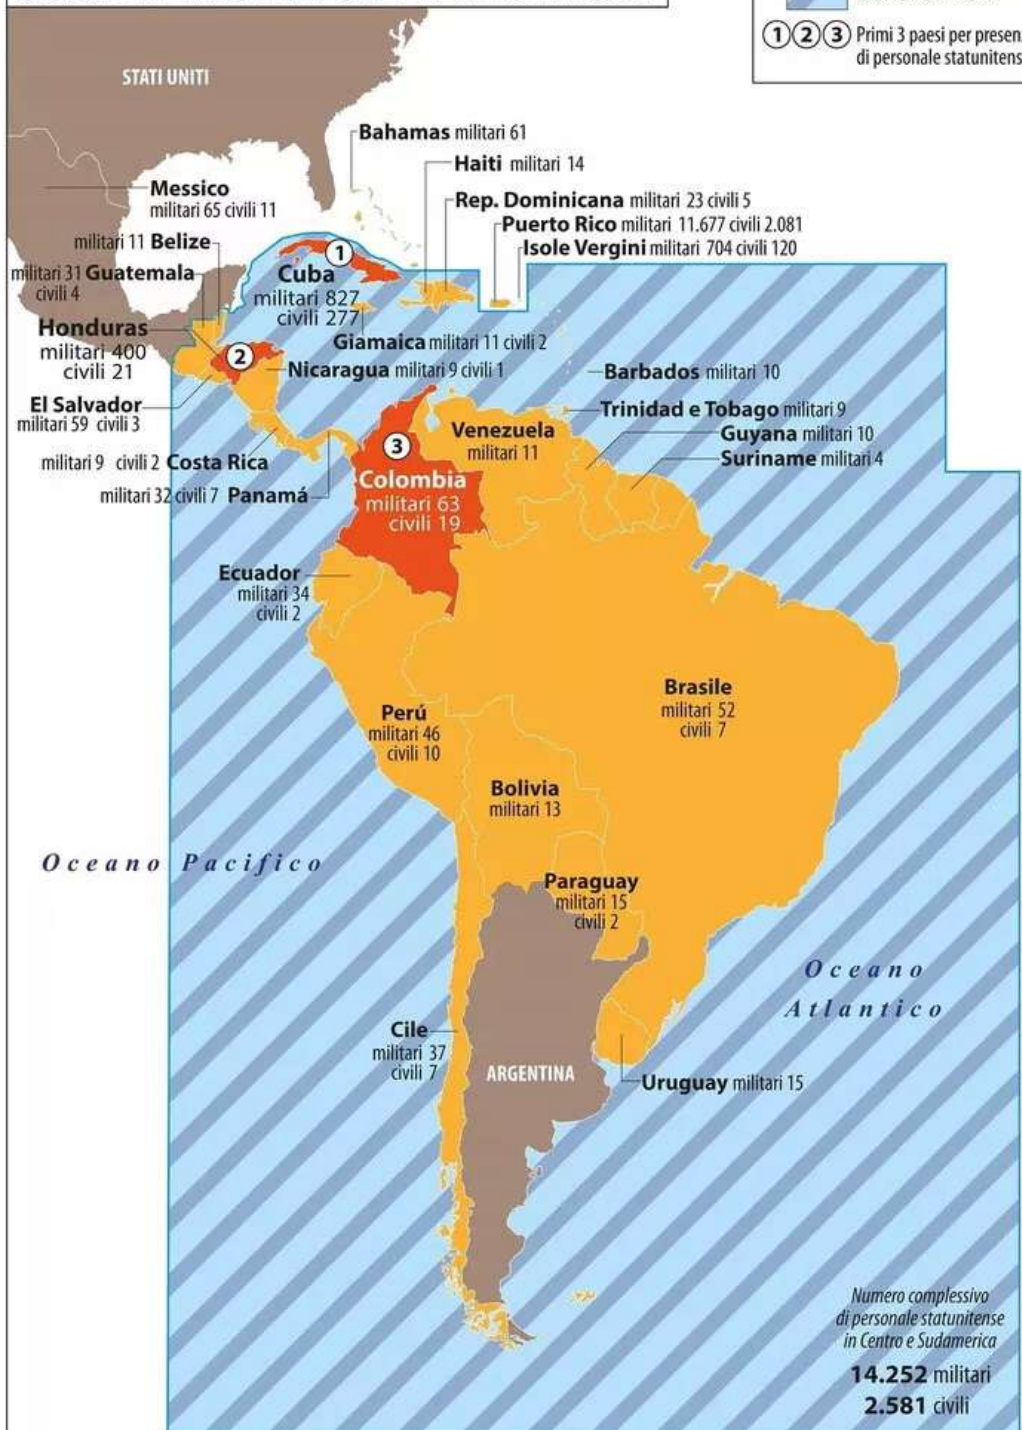 ①②③ Primi 3 paesi per presen
di personale statunitens
STATI UNITI
Bahamas militari 61
Haiti militari 14
Messico
militari 65 civili 11
Rep. Dominicana militari 23 civili 5
Puerto Rico militari 11.677 civili 2.081
Isole Vergini militari 704 civili 120
militari 11 Belize
militari 31 Guatemala
civili 4
1
Cuba
militari 827
civili 277
Honduras
militari 400
civili 21
Giamaica militari 11 civili 2
2
Nicaragua militari 9 civili 1
Barbados militari 10
El Salvador
militari 59 civili 3
Trinidad e Tobago militari 9
Venezuela
militari 11
Guyana militari 10
Suriname militari 4
3
militari 9 civili 2 Costa Rica
Colombia
militari 63
civili 19
militari 32 civili 7 Panamá
Ecuador
militari 34
civili 2
Brasile
militari 52
civili 7
Perú
militari 46
civili 10
Bolivia
militari 13
Oceano Pacifico
Paraguay
militari 15
civili 2
Oceano
Atlantico
Cile
militari 37
civili 7
ARGENTINA
Uruguay militari 15
Numero complessivo
di personale statunitense
in Centro e Sudamerica
14.252 militari
2.581 civili